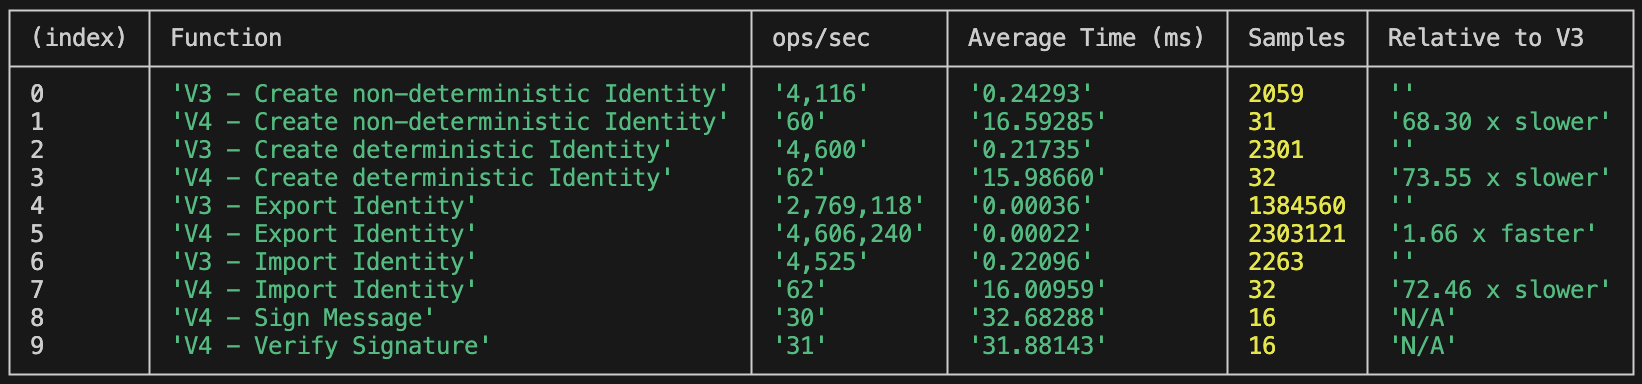 (index) Function ops/sec Average Time (ms) Samples Relative to V3
0 'V3 – Create non-deterministic Identity' '4,116' '0.24293' 2059 ''
1 'V4 – Create non-deterministic Identity' '60' '16.59285' 31 '68.30 x slower'
2 'V3 – Create deterministic Identity' '4,600' '0.21735' 2301 ''
3 'V4 – Create deterministic Identity' '62' '15.98660' 32 '73.55 x slower'
4 'V3 – Export Identity' '2,769,118' '0.00036' 1384560 ''
5 'V4 – Export Identity' '4,606,240' '0.00022' 2303121 '1.66 x faster'
6 'V3 – Import Identity' '4,525' '0.22096' 2263 ''
7 'V4 – Import Identity' '62' '16.00959' 32 '72.46 x slower'
8 'V4 – Sign Message' '30' '32.68288' 16 'N/A'
9 'V4 – Verify Signature' '31' '31.88143' 16 'N/A'